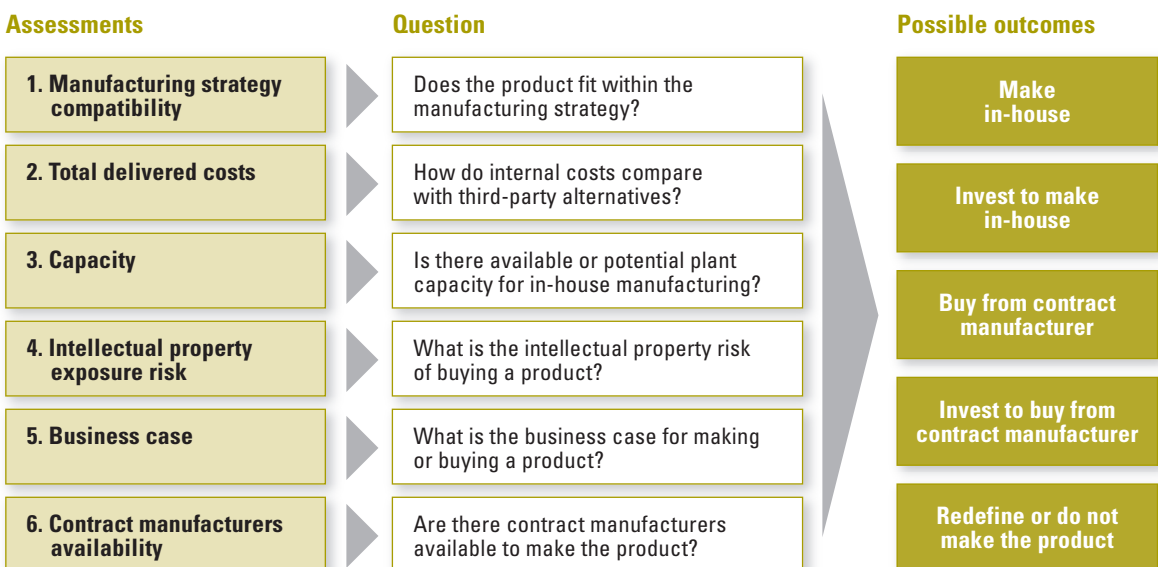 Assessments
Question
Possible outcomes
1. Manufacturing strategy
compatibility
Does the product fit within the
manufacturing strategy?
2. Total delivered costs
How do internal costs compare
with third-party alternatives?
3. Capacity
Is there available or potential plant
capacity for in-house manufacturing?
4. Intellectual property
exposure risk
What is the intellectual property risk
of buying a product?
5. Business case
What is the business case for making
or buying a product?
6. Contract manufacturers
availability
Are there contract manufacturers
available to make the product?
Make
in-house
Invest to make
in-house
Buy from contract
manufacturer
Invest to buy from
contract manufacturer
Redefine or do not
make the product